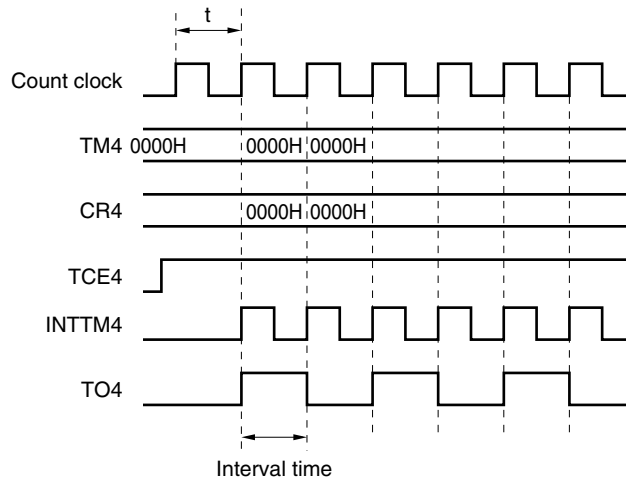 t
Count clock
TM4 0000H 0000H 0000H
CR4 0000H 0000H
TCE4
INTTM4
TO4
Interval time